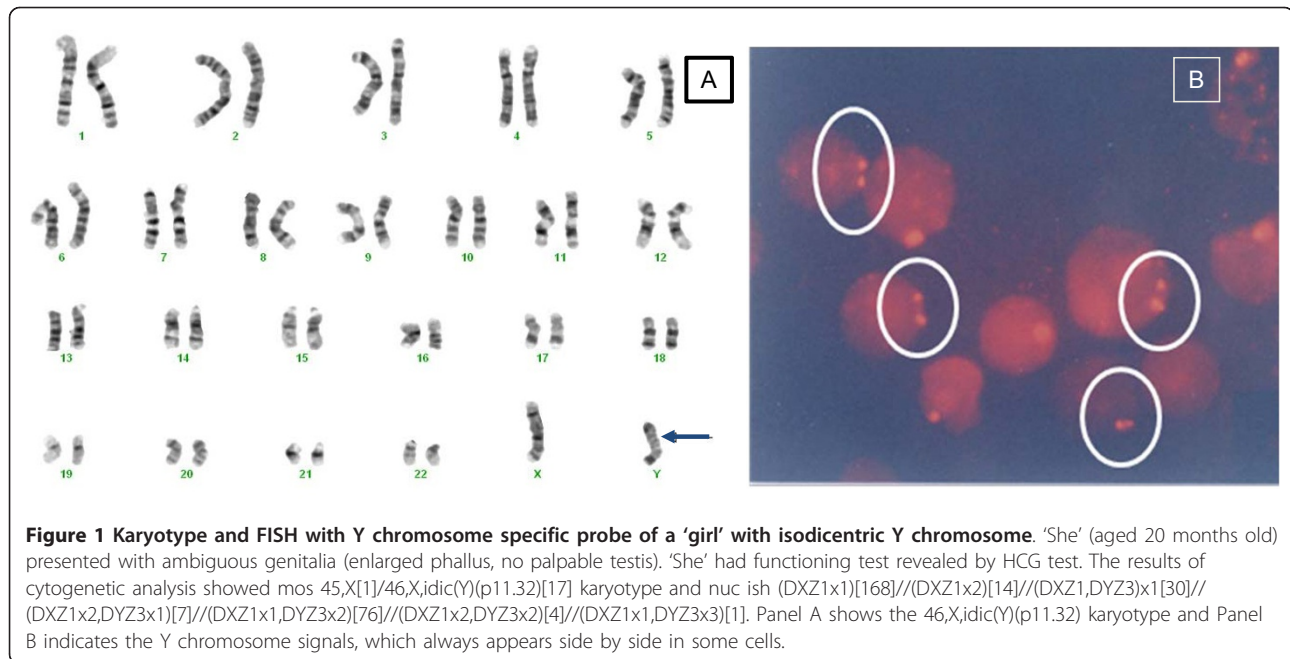 A
B
1 2 3 4 5
6 7 8 9 10 11 12
13 14 15 16 17 18
19 20 21 22 X Y
Figure 1 Karyotype and FISH with Y chromosome specific probe of a 'girl' with isodicentric Y chromosome. 'She' (aged 20 months old)
presented with ambiguous genitalia (enlarged phallus, no palpable testis). 'She' had functioning test revealed by HCG test. The results of
cytogenetic analysis showed mos 45,X[1]/46,X,idic(Y)(p11.32)[17] karyotype and nuc ish (DXZ1x1)[168]//(DXZ1x2)[14]//(DXZ1,DYZ3)x1[30]//
(DXZ1x2,DYZ3x1)[7]//(DXZ1x1,DYZ3x2)[76]//(DXZ1x2,DYZ3x2)[4]//(DXZ1x1,DYZ3x3)[1]. Panel A shows the 46,X,idic(Y)(p11.32) karyotype and Panel
B indicates the Y chromosome signals, which always appears side by side in some cells.